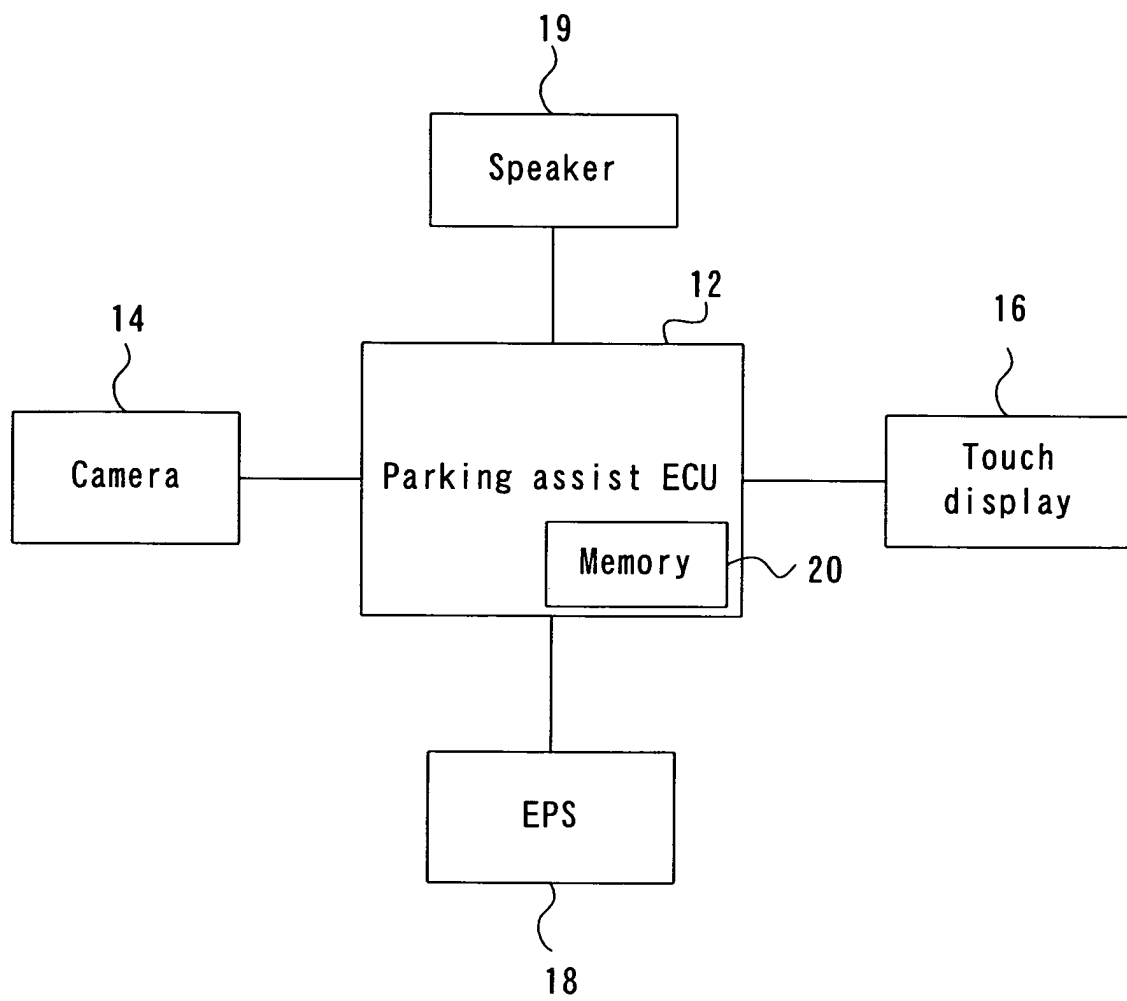 19
Speaker
12
14
16
Camera
Parking assist ECU
Touch
display
Memory
20
EPS
18